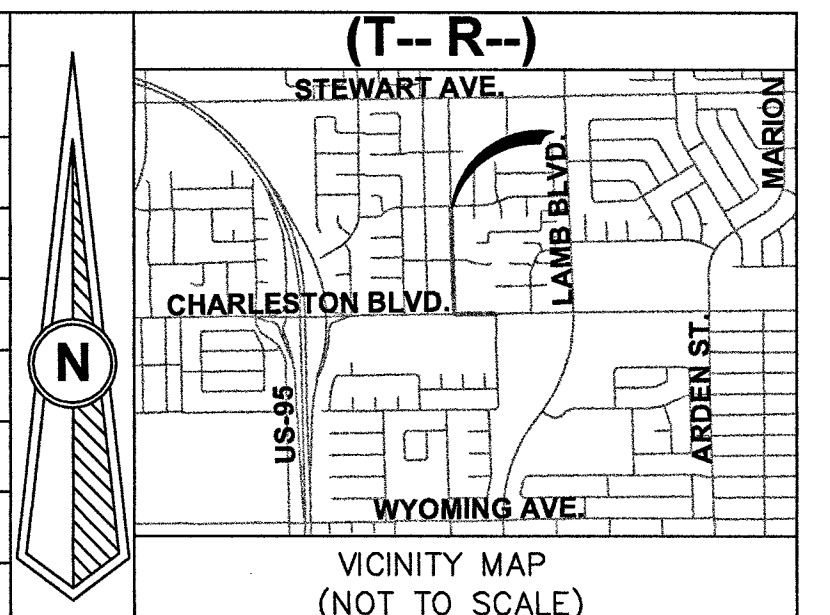 (T-- R--)
STEWART AVE.
MARION
LAMB BLVD.
CHARLESTON BLVD.
N
ARDEN ST.
US-95
WYOMING AVE.
VICINITY MAP
(NOT TO SCALE)